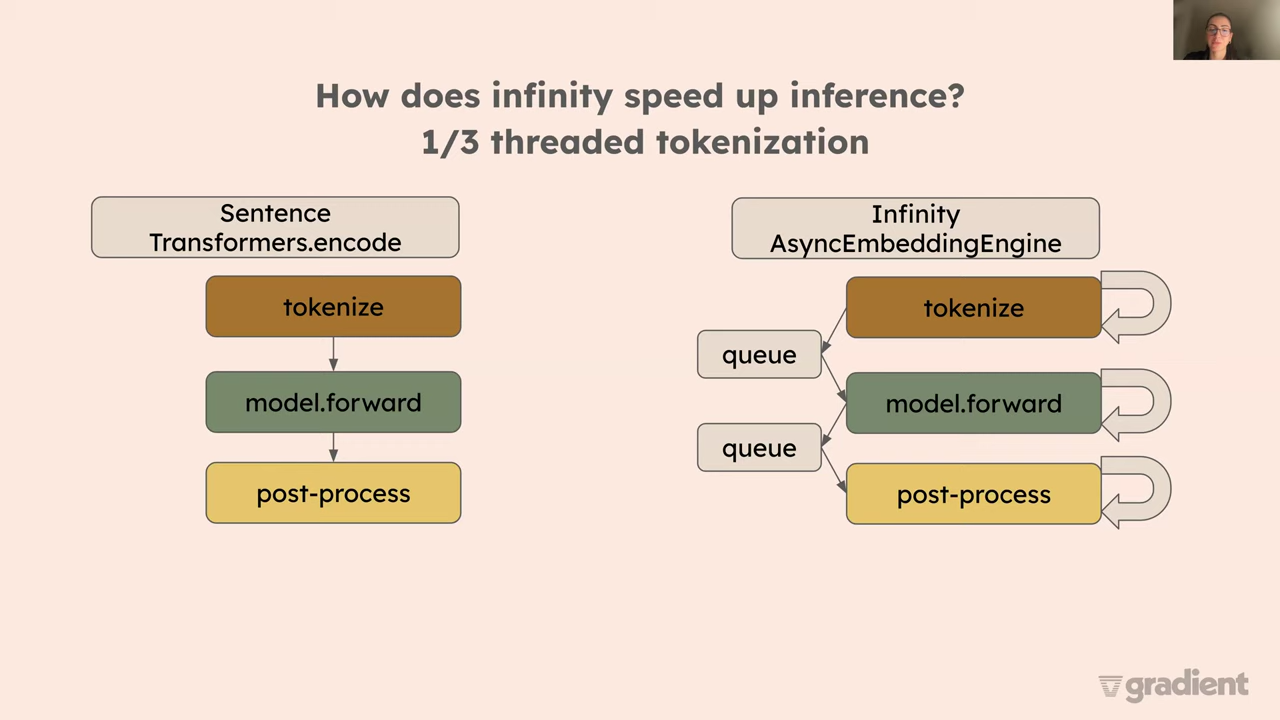 How does infinity speed up inference?
1/3 threaded tokenization
Sentence
Transformers.encode
tokenize
model.forward
post-process
Infinity
AsyncEmbeddingEngine
tokenize
queue
model.forward
queue
post-process
gradient